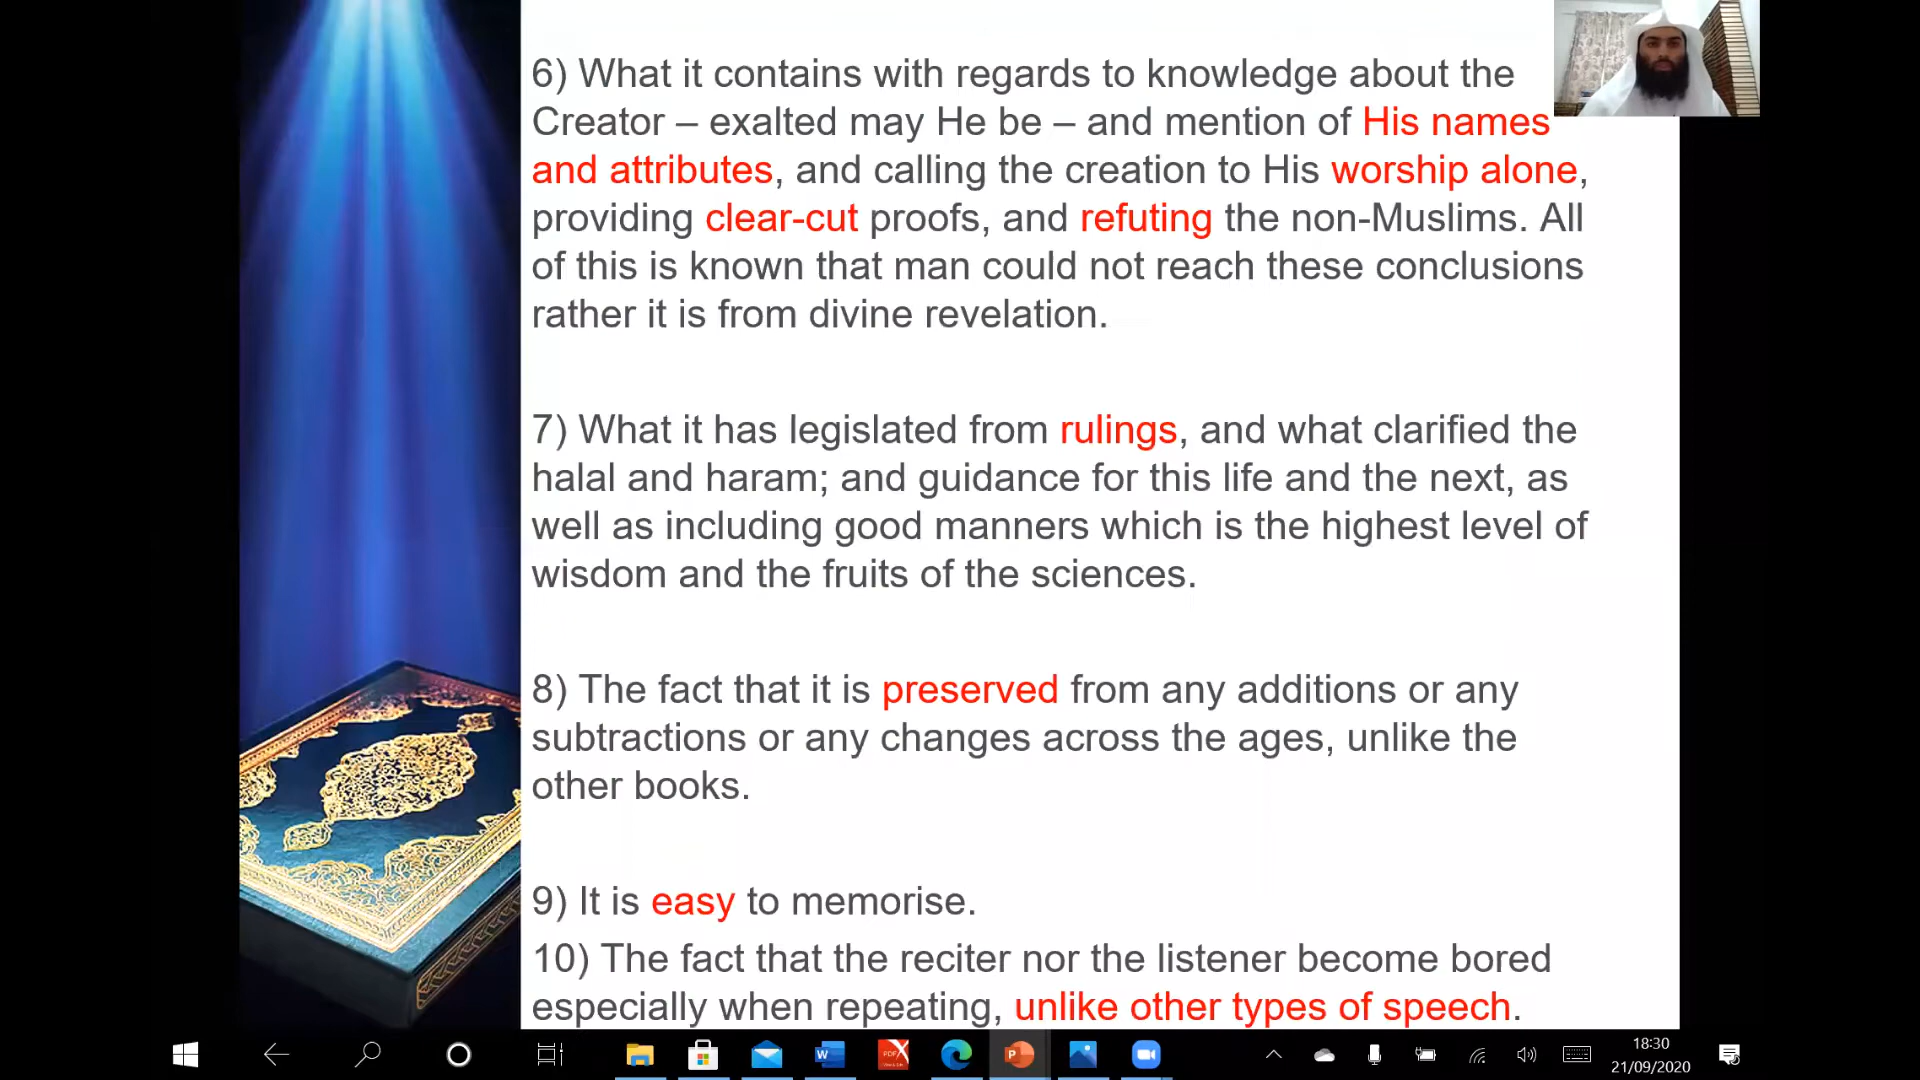 6) What it contains with regards to knowledge about the
Creator – exalted may He be – and mention of His names
and attributes, and calling the creation to His worship alone,
providing clear-cut proofs, and refuting the non-Muslims. All
of this is known that man could not reach these conclusions
rather it is from divine revelation.
7) What it has legislated from rulings, and what clarified the
halal and haram; and guidance for this life and the next, as
well as including good manners which is the highest level of
wisdom and the fruits of the sciences.
8) The fact that it is preserved from any additions or any
subtractions or any changes across the ages, unlike the
other books.
9) It is easy to memorise.
10) The fact that the reciter nor the listener become bored
especially when repeating, unlike other types of speech.
18:30
21/09/2020